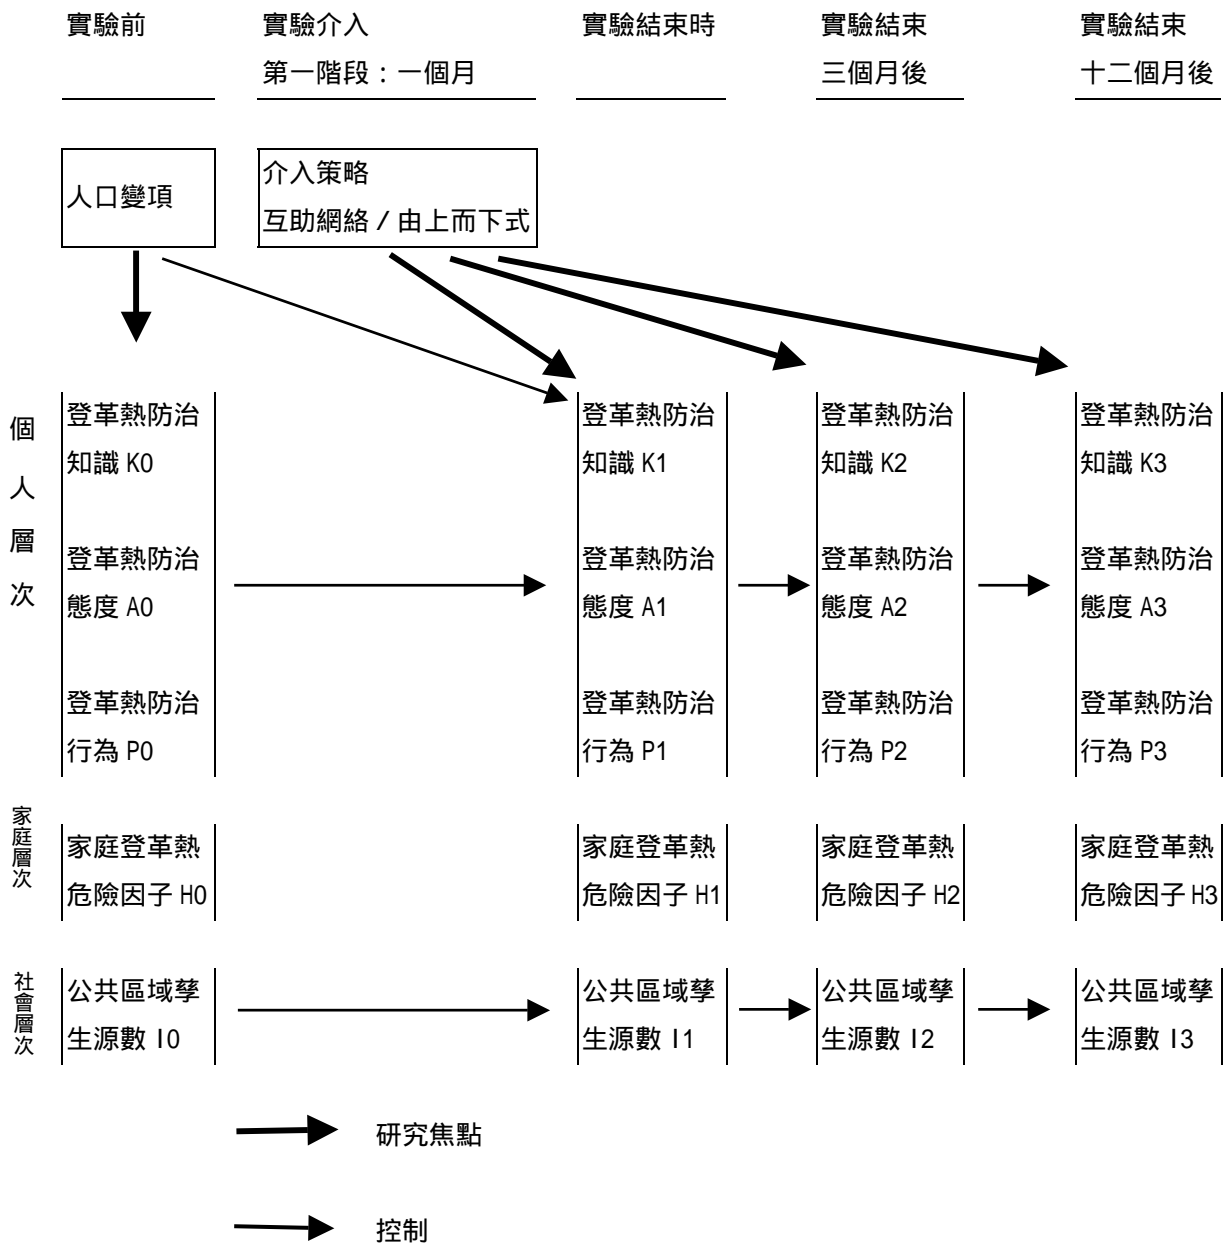 實驗前
實驗介入
第一階段：一個月
實驗結束時
實驗結束
三個月後
實驗結束
十二個月後
人口變項
介入策略
互助網絡/由上而下式
個人層次
登革熱防治
知識 K0
登革熱防治
態度 A0
登革熱防治
行為 P0
登革熱防治
知識 K1
登革熱防治
態度 A1
登革熱防治
行為 P1
登革熱防治
知識 K2
登革熱防治
態度 A2
登革熱防治
行為 P2
登革熱防治
知識 K3
登革熱防治
態度 A3
登革熱防治
行為 P3
家庭層次
家庭登革熱
危險因子 H0
家庭登革熱
危險因子 H1
家庭登革熱
危險因子 H2
家庭登革熱
危險因子 H3
社會層次
公共區域孳
生源數 I0
公共區域孳
生源數 I1
公共區域孳
生源數 I2
公共區域孳
生源數 I3
研究焦點
控制